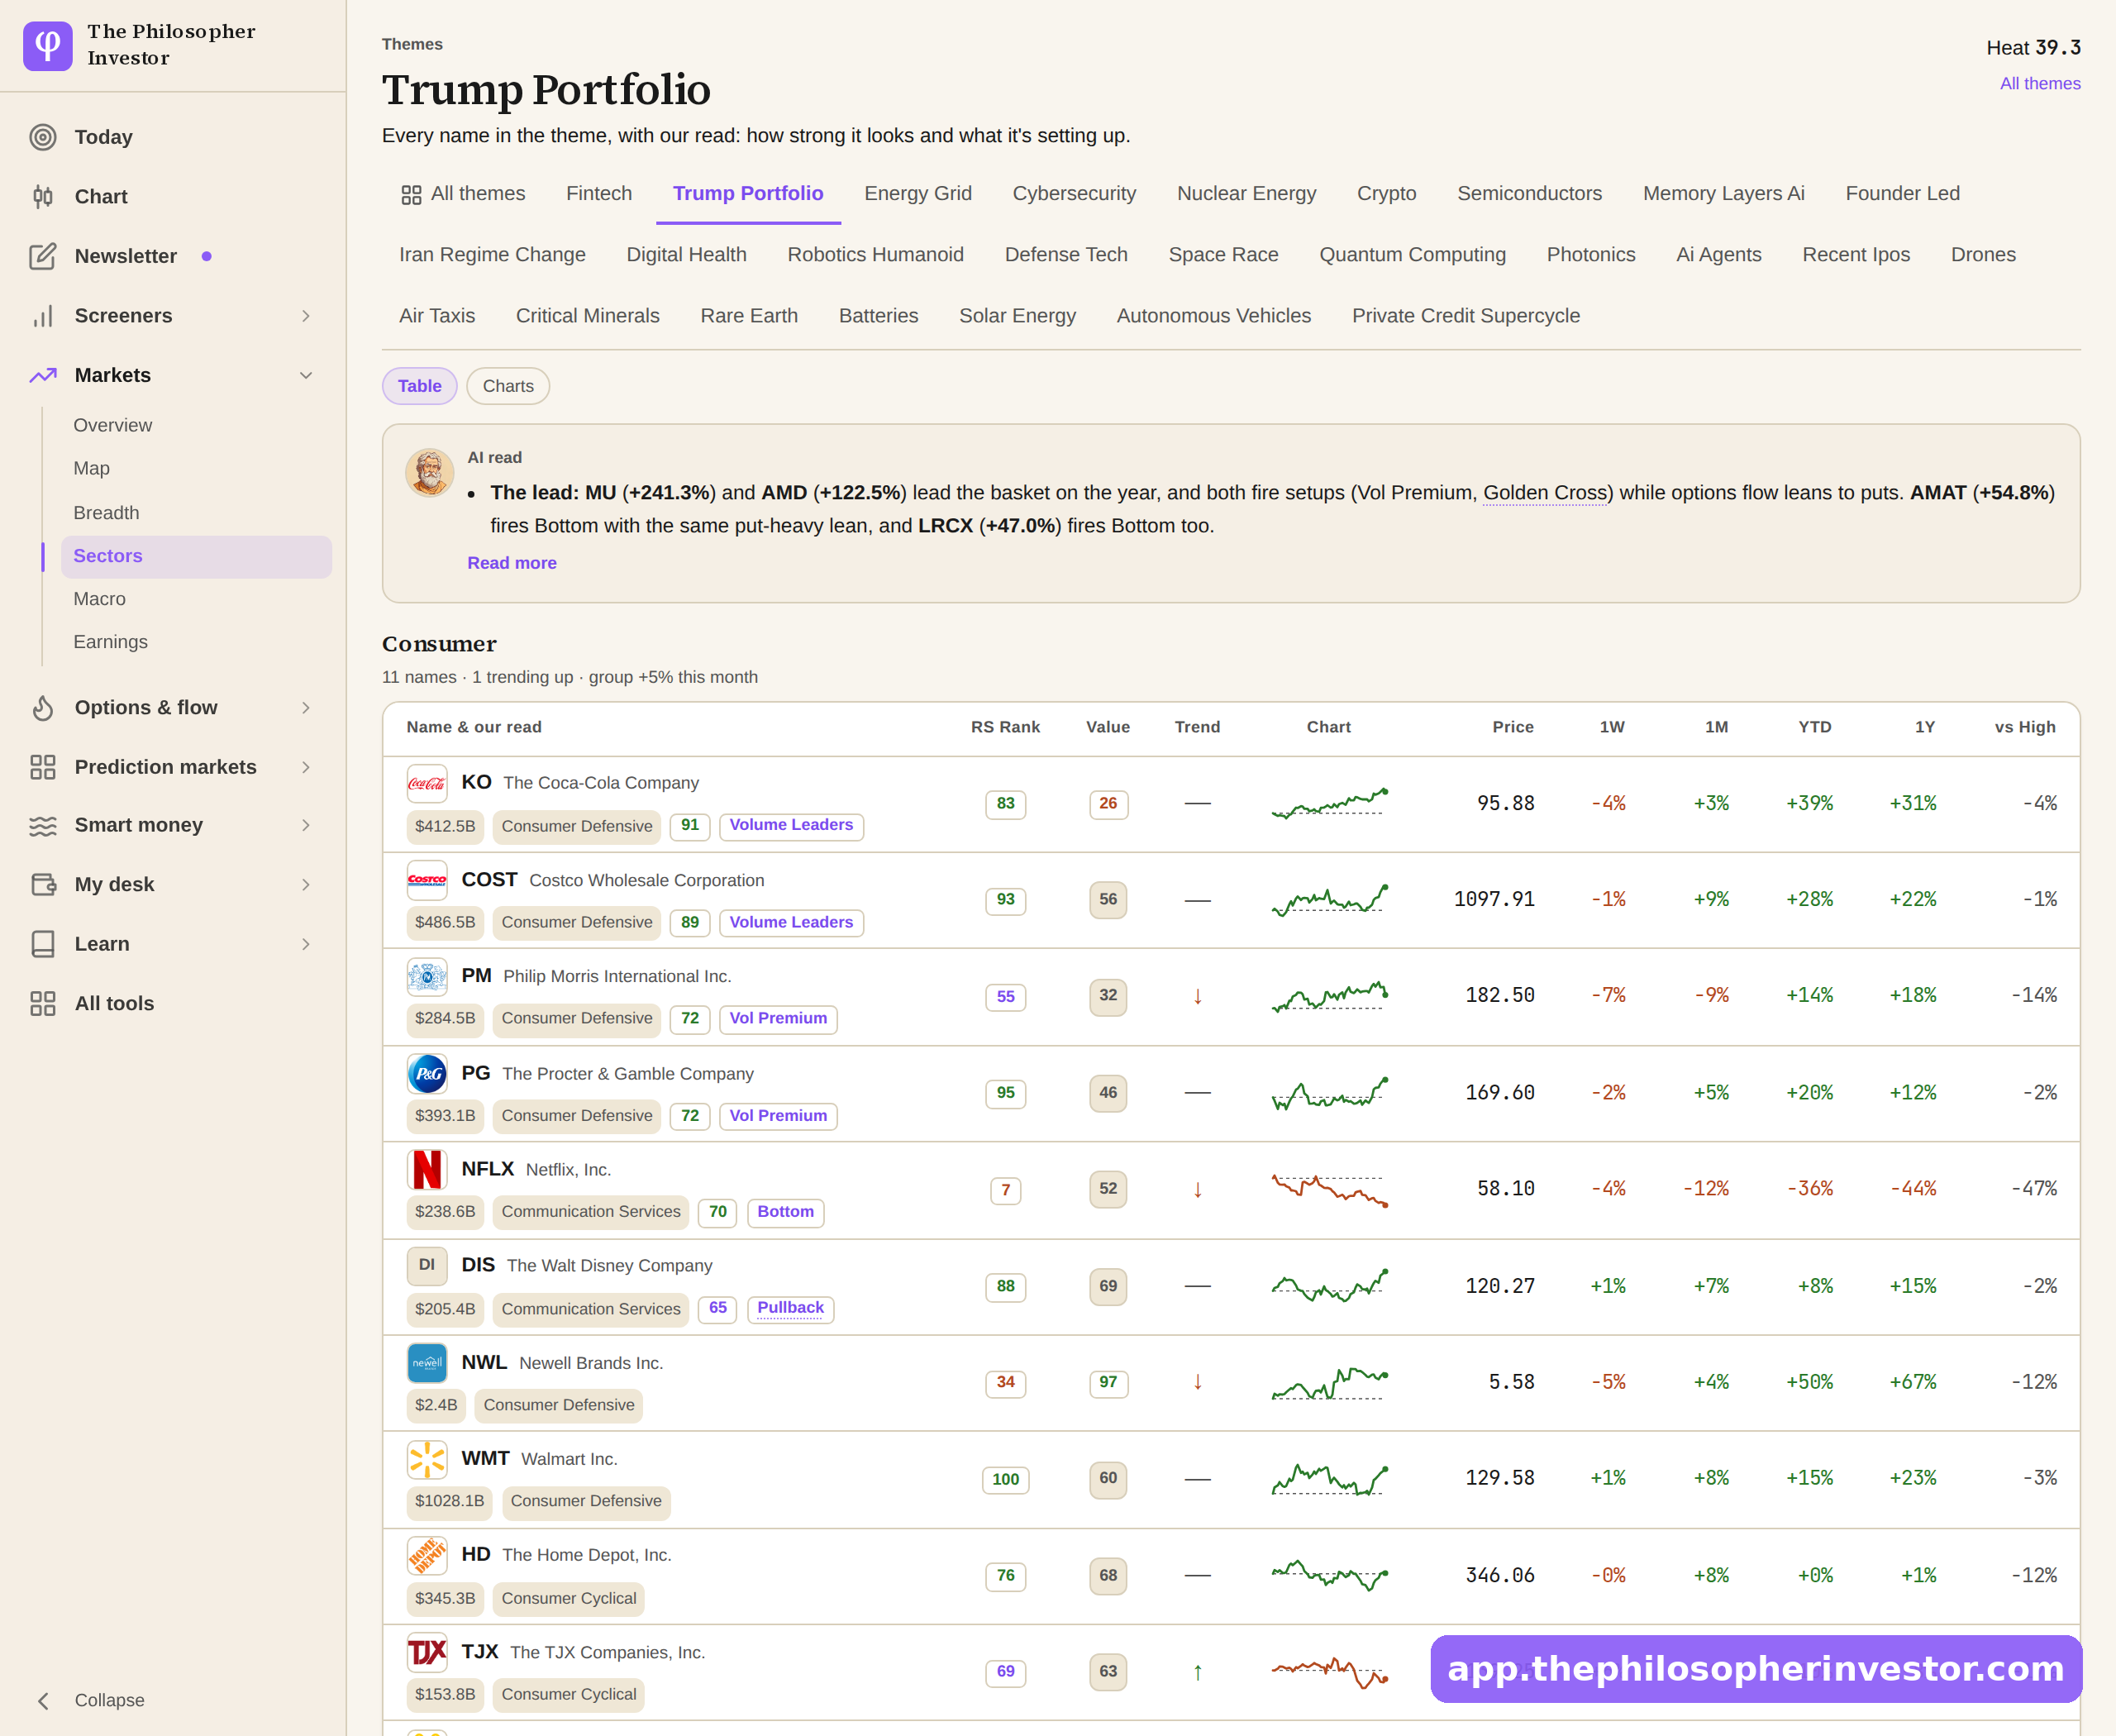 φ The Philosopher
Investor
Today
Chart
Newsletter
Screeners
Markets
Overview
Map
Breadth
Sectors
Macro
Earnings
Options & flow
Prediction markets
Smart money
My desk
Learn
All tools
Collapse
Themes
Heat 39.3
Trump Portfolio
All themes
Every name in the theme, with our read: how strong it looks and what it's setting up.
All themes Fintech Trump Portfolio Energy Grid Cybersecurity Nuclear Energy Crypto Semiconductors Memory Layers Ai Founder Led
Iran Regime Change Digital Health Robotics Humanoid Defense Tech Space Race Quantum Computing Photonics Ai Agents Recent Ipos Drones
Air Taxis Critical Minerals Rare Earth Batteries Solar Energy Autonomous Vehicles Private Credit Supercycle
Table Charts
AI read
• The lead: MU (+241.3%) and AMD (+122.5%) lead the basket on the year, and both fire setups (Vol Premium, Golden Cross) while options flow leans to puts. AMAT (+54.8%)
fires Bottom with the same put-heavy lean, and LRCX (+47.0%) fires Bottom too.
Read more
Consumer
11 names · 1 trending up · group +5% this month
Name & our read RS Rank Value Trend Chart Price 1W 1M YTD 1Y vs High
Coca-Cola KO The Coca-Cola Company
83 26 — 95.88 -4% +3% +39% +31% -4%
$412.5B Consumer Defensive 91 Volume Leaders
COSTCO WHOLESALE COST Costco Wholesale Corporation
93 56 — 1097.91 -1% +9% +28% +22% -1%
$486.5B Consumer Defensive 89 Volume Leaders
PM Philip Morris International Inc.
55 32 ↓ 182.50 -7% -9% +14% +18% -14%
$284.5B Consumer Defensive 72 Vol Premium
P&G PG The Procter & Gamble Company
95 46 — 169.60 -2% +5% +20% +12% -2%
$393.1B Consumer Defensive 72 Vol Premium
N NFLX Netflix, Inc.
7 52 ↓ 58.10 -4% -12% -36% -44% -47%
$238.6B Communication Services 70 Bottom
DI DIS The Walt Disney Company
88 69 — 120.27 +1% +7% +8% +15% -2%
$205.4B Communication Services 65 Pullback
newell NWL Newell Brands Inc.
34 97 ↓ 5.58 -5% +4% +50% +67% -12%
$2.4B Consumer Defensive
WMT Walmart Inc.
100 60 — 129.58 +1% +8% +15% +23% -3%
$1028.1B Consumer Defensive
HOME DEPOT HD The Home Depot, Inc.
76 68 — 346.06 -0% +8% +0% +1% -12%
$345.3B Consumer Cyclical
TJX TJX The TJX Companies, Inc.
69 63 ↑
$153.8B Consumer Cyclical
app.thephilosopherinvestor.com